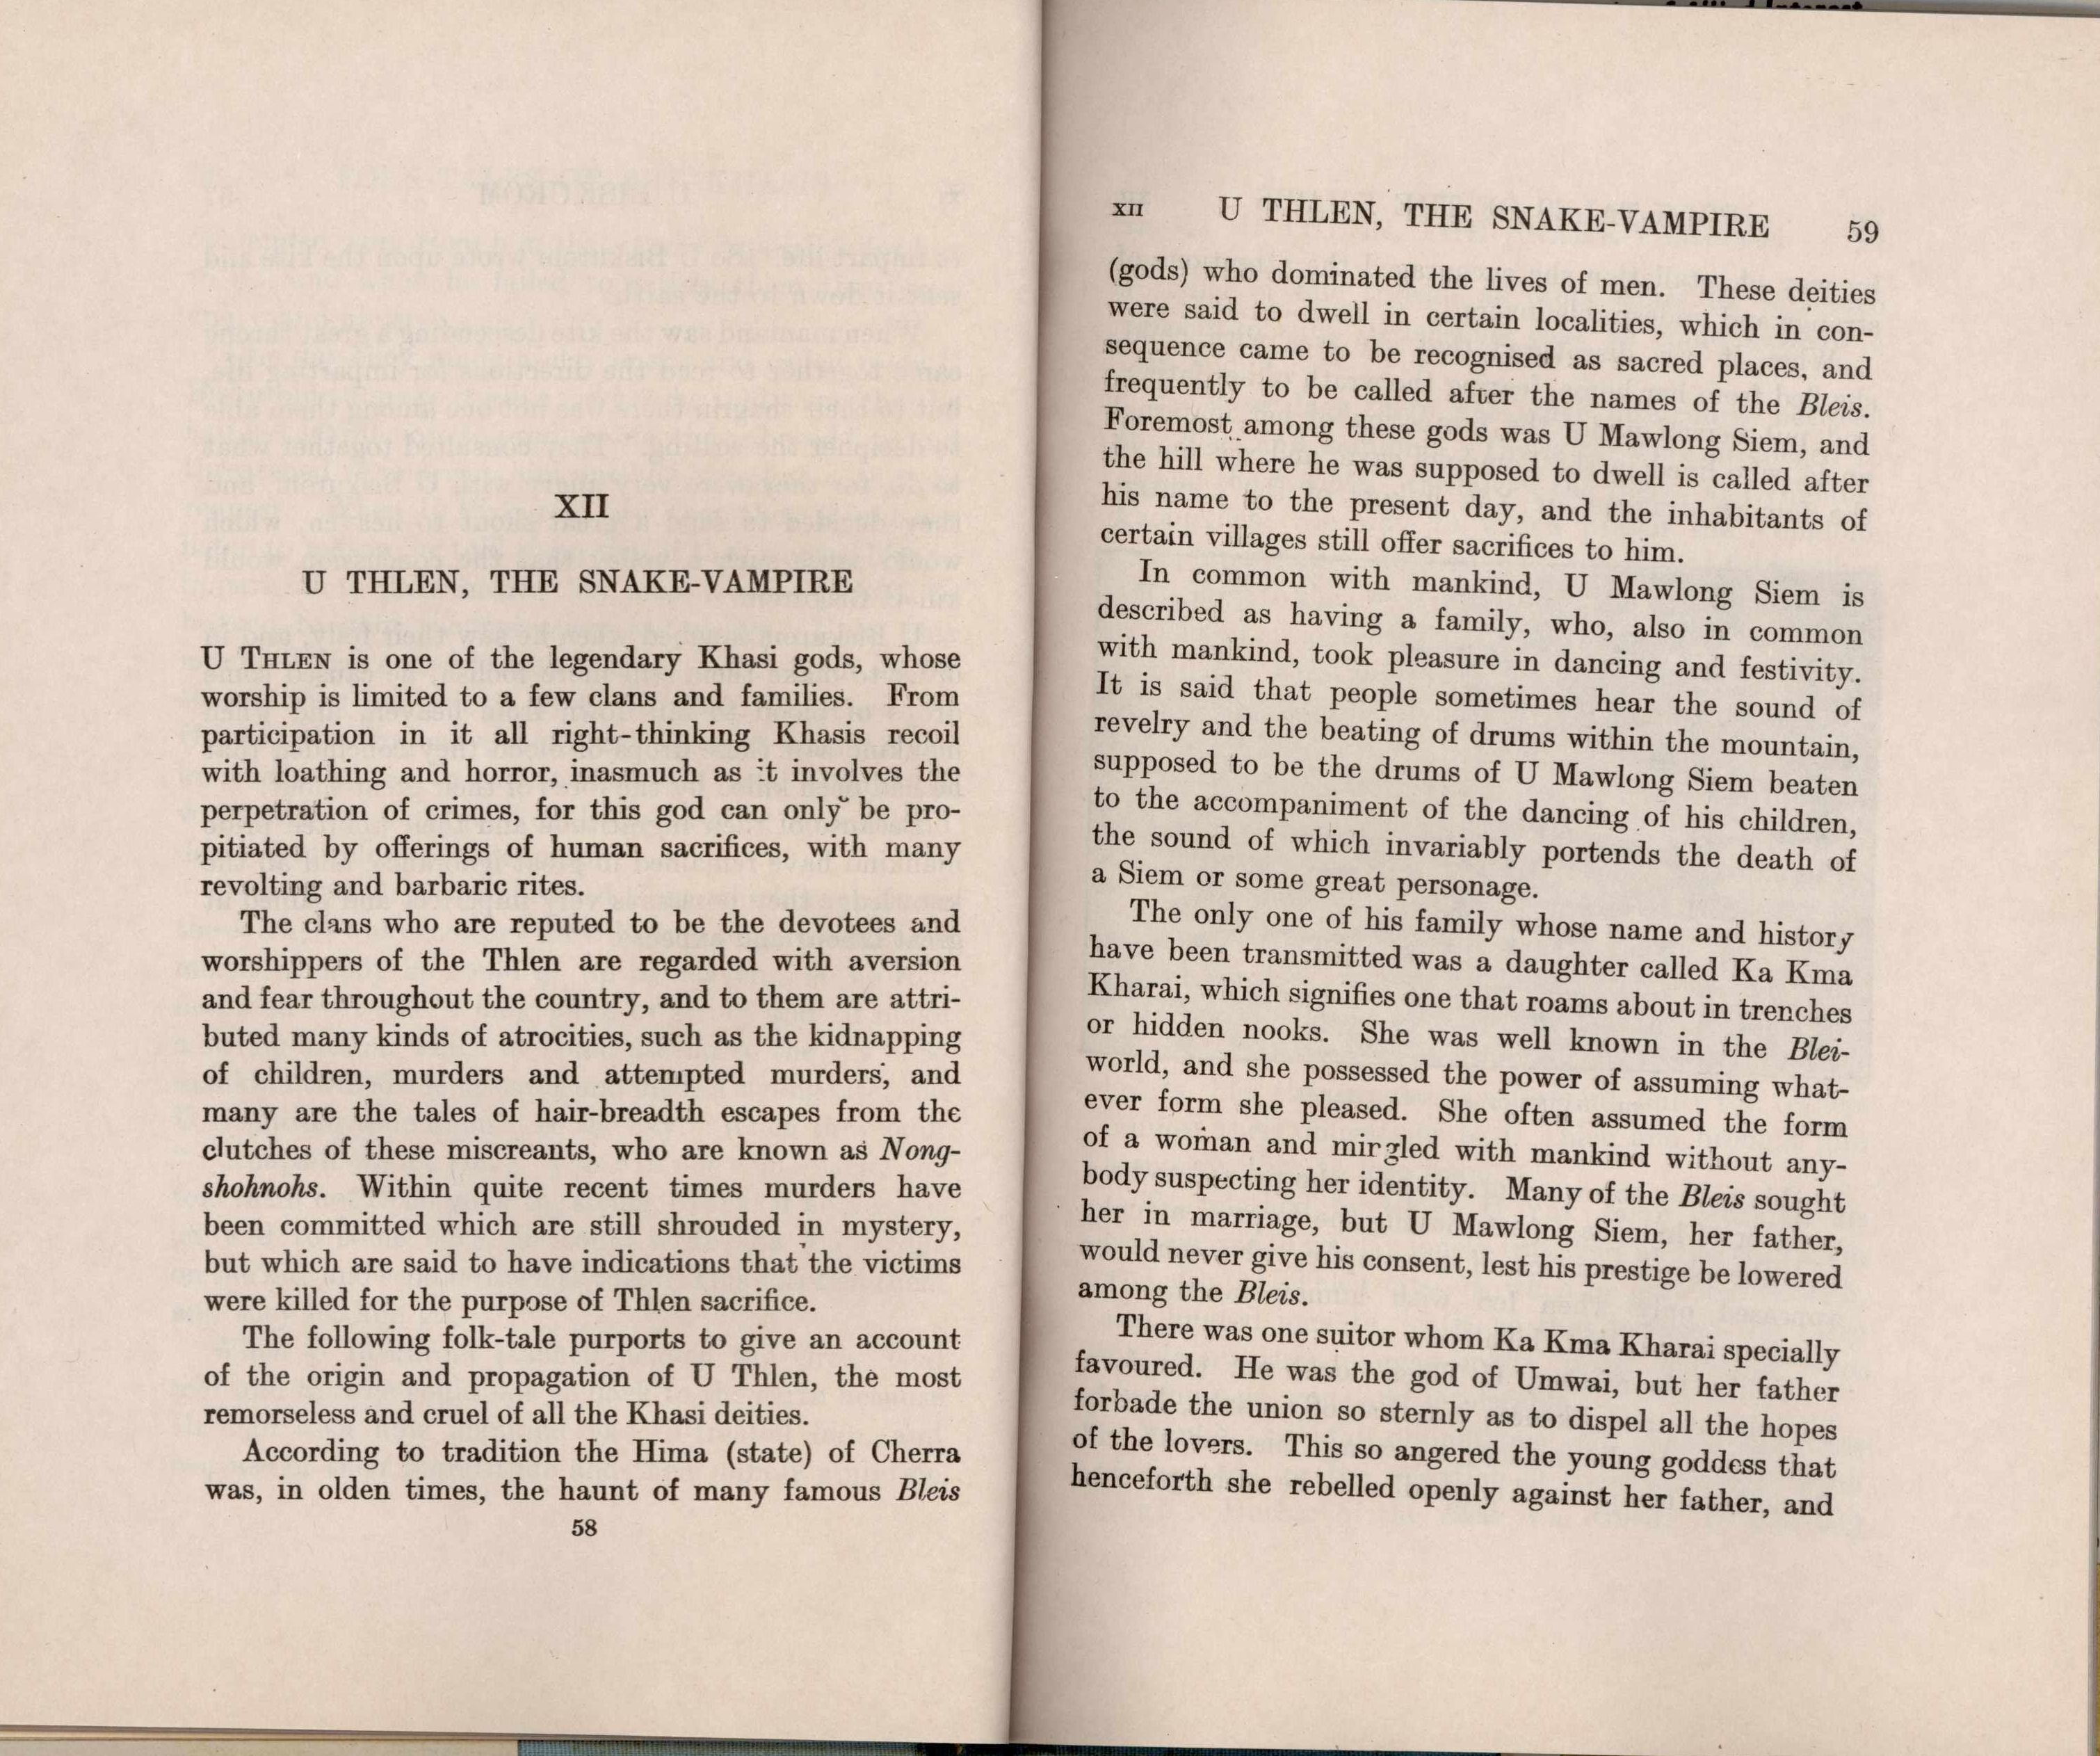 XII
U THLEN, THE SNAKE-VAMPIRE
U THLEN is one of the legendary Khasi gods, whose
worship is limited to a few clans and families. From
participation in it all right-thinking Khasis recoil
with loathing and horror, inasmuch as it involves the
perpetration of crimes, for this god can only be pro-
pitiated by offerings of human sacrifices, with many
revolting and barbaric rites.
The clans who are reputed to be the devotees and
worshippers of the Thlen are regarded with aversion
and fear throughout the country, and to them are attri-
buted many kinds of atrocities, such as the kidnapping
of children, murders and attempted murders, and
many are the tales of hair-breadth escapes from the
clutches of these miscreants, who are known as Nong-
shohnohs. Within quite recent times murders have
been committed which are still shrouded in mystery,
but which are said to have indications that the victims
were killed for the purpose of Thlen sacrifice.
The following folk-tale purports to give an account
of the origin and propagation of U Thlen, the most
remorseless and cruel of all the Khasi deities.
According to tradition the Hima (state) of Cherra
was, in olden times, the haunt of many famous Bleis
58
XII U THLEN, THE SNAKE-VAMPIRE 59
(gods) who dominated the lives of men. These deities
were said to dwell in certain localities, which in con-
sequence came to be recognised as sacred places, and
frequently to be called after the names of the Bleis.
Foremost among these gods was U Mawlong Siem, and
the hill where he was supposed to dwell is called after
his name to the present day, and the inhabitants of
certain villages still offer sacrifices to him.
In common with mankind, U Mawlong Siem is
described as having a family, who, also in common
with mankind, took pleasure in dancing and festivity.
It is said that people sometimes hear the sound of
revelry and the beating of drums within the mountain,
supposed to be the drums of U Mawlong Siem beaten
to the accompaniment of the dancing of his children,
the sound of which invariably portends the death of
a Siem or some great personage.
The only one of his family whose name and history
have been transmitted was a daughter called Ka Kma
Kharai, which signifies one that roams about in trenches
or hidden nooks. She was well known in the Blei-
world, and she possessed the power of assuming what-
ever form she pleased. She often assumed the form
of a woman and mingled with mankind without any-
body suspecting her identity. Many of the Bleis sought
her in marriage, but U Mawlong Siem, her father,
would never give his consent, lest his prestige be lowered
among the Bleis.
There was one suitor whom Ka Kma Kharai specially
favoured. He was the god of Umwai, but her father
forbade the union so sternly as to dispel all the hopes
of the lovers. This so angered the young goddess that
henceforth she rebelled openly against her father, and